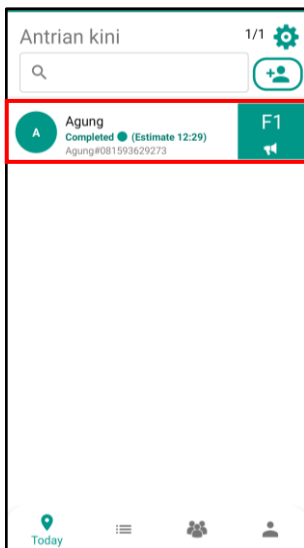 Antrian kini 1/1
A
Agung
F1
Completed (Estimate 12:29)
Agung#081593629273
Today